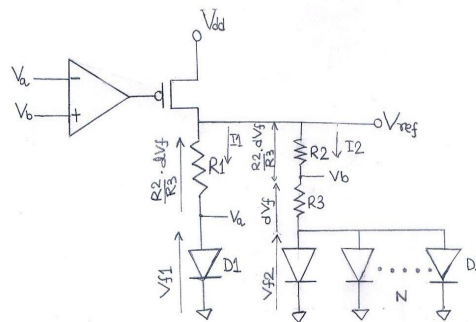 Vdd
Va
-
Vb
+
Vref
I1
I2
R2/R3 · dVf
R1
R2/R3 · dVf
R2
Vb
dVf
R3
Va
Vf1
D1
Vf2
N
D